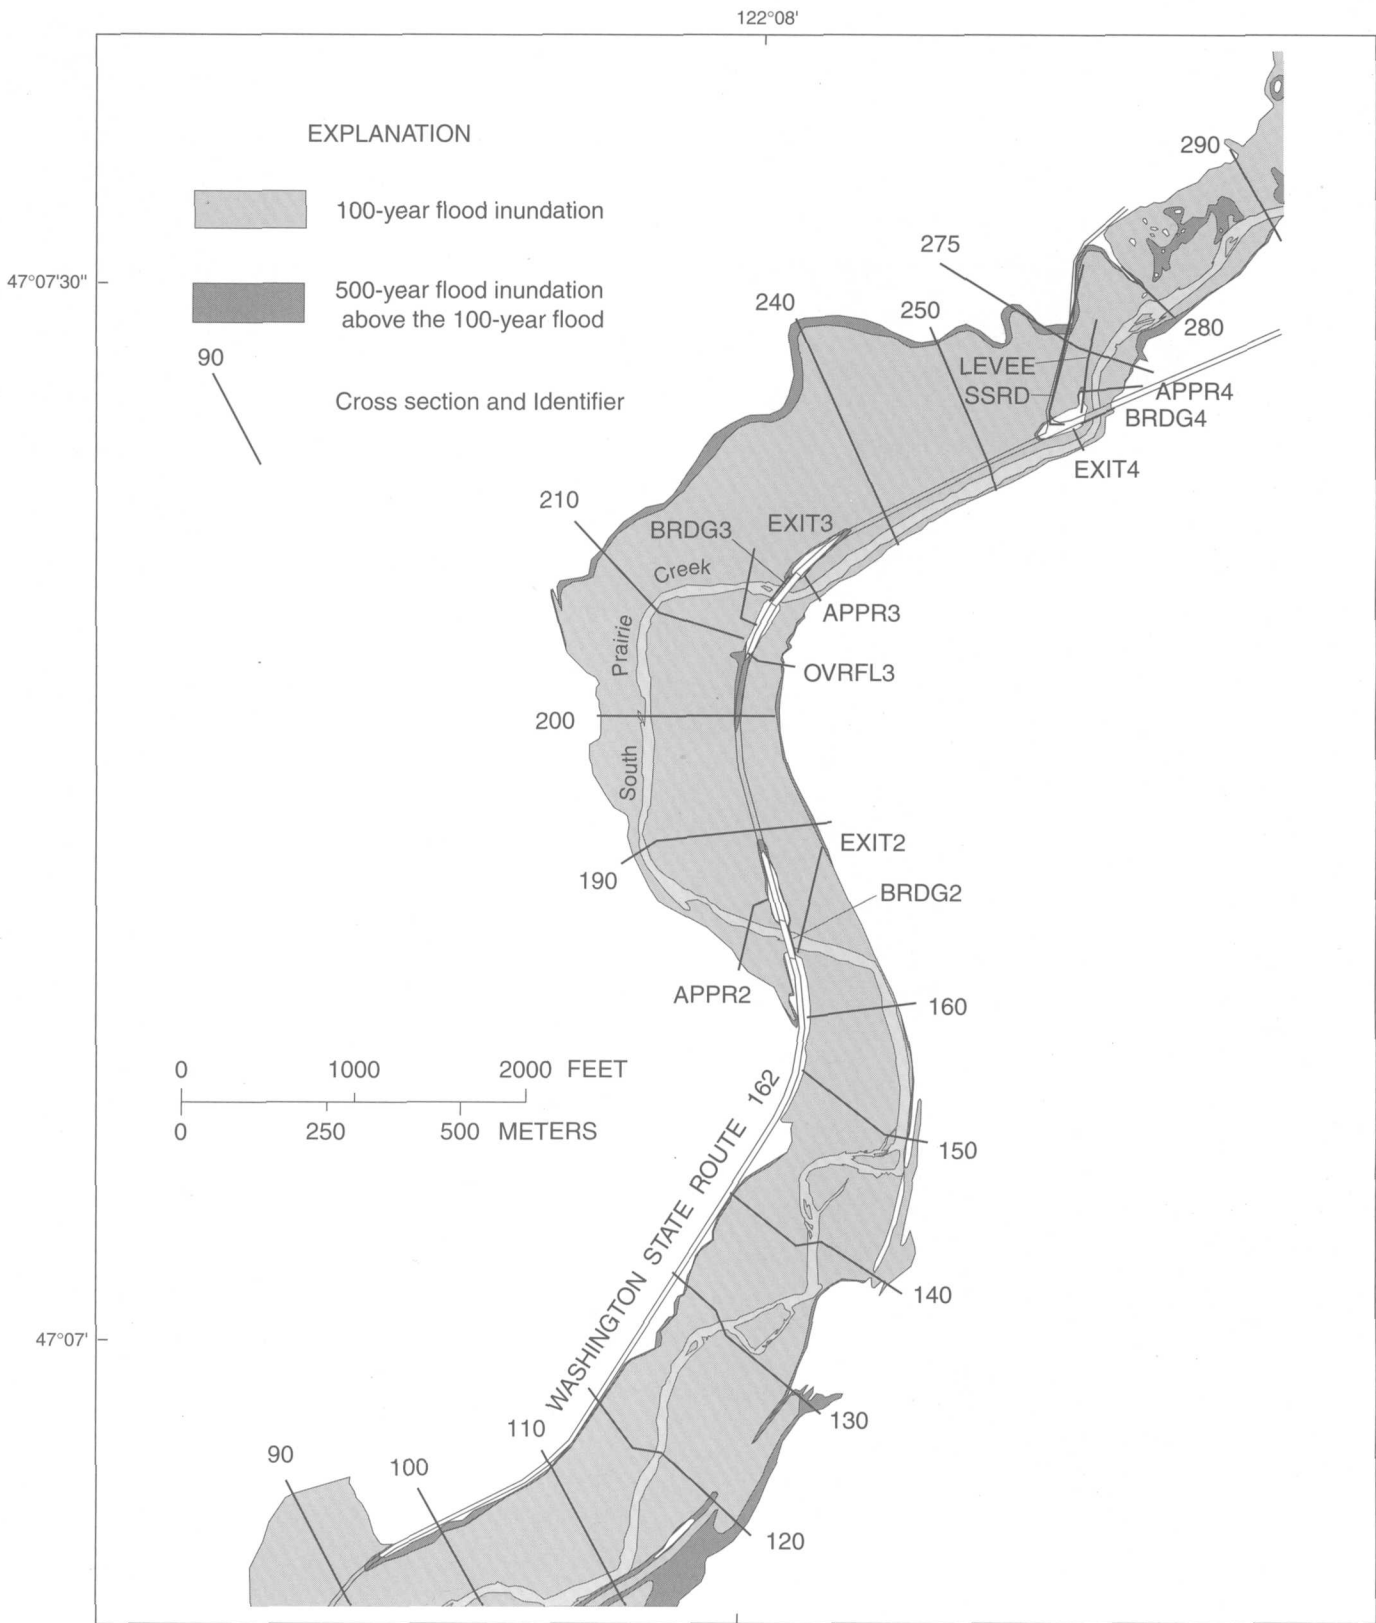 122°08'
EXPLANATION
100-year flood inundation
47°07'30"
500-year flood inundation
above the 100-year flood
90
Cross section and Identifier
290
275
240
250
280
LEVEE
SSRD
APPR4
BRDG4
EXIT4
210
BRDG3
EXIT3
Creek
APPR3
Prairie
OVRFL3
200
South
190
EXIT2
BRDG2
APPR2
160
0 1000 2000 FEET
0 250 500 METERS
150
WASHINGTON STATE ROUTE 162
140
47°07'
130
110
90
100
120